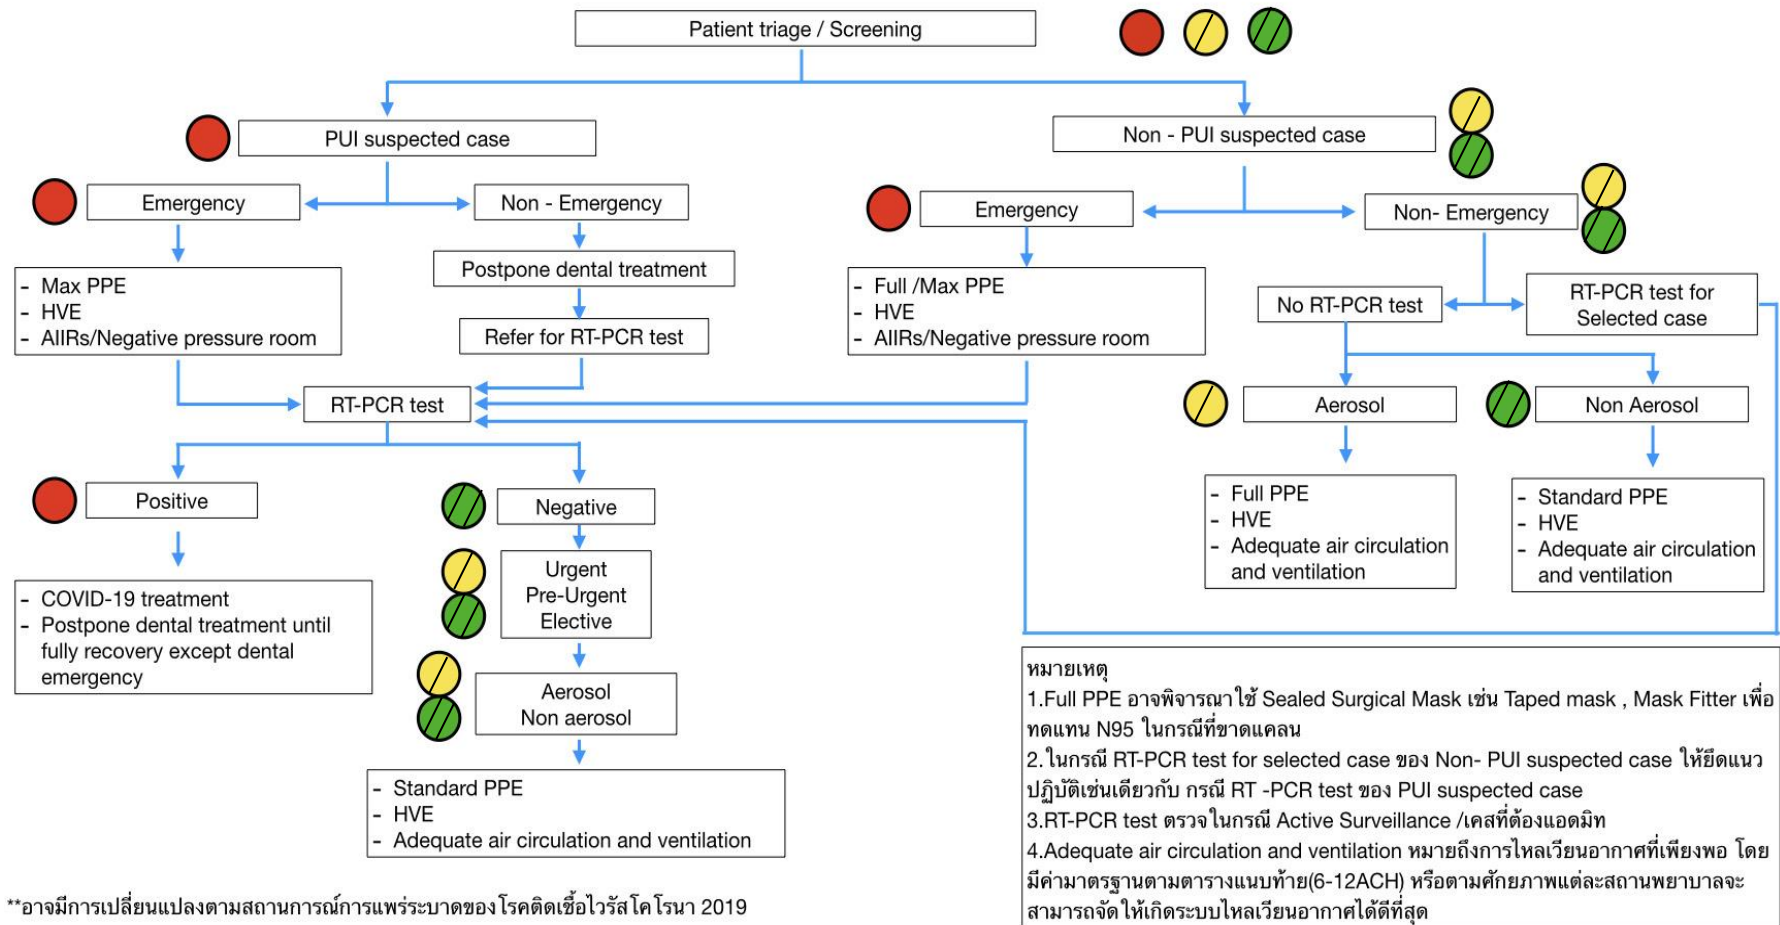 Patient triage / Screening
PUI suspected case
Non - PUI suspected case
Emergency
Non - Emergency
Emergency
Non- Emergency
- Max PPE
- HVE
- AIIRs/Negative pressure room
Postpone dental treatment
Refer for RT-PCR test
- Full /Max PPE
- HVE
- AIIRs/Negative pressure room
No RT-PCR test
RT-PCR test for
Selected case
RT-PCR test
Aerosol
Non Aerosol
Positive
Negative
- Full PPE
- HVE
- Adequate air circulation
and ventilation
- Standard PPE
- HVE
- Adequate air circulation
and ventilation
- COVID-19 treatment
- Postpone dental treatment until
fully recovery except dental
emergency
Urgent
Pre-Urgent
Elective
Aerosol
Non aerosol
- Standard PPE
- HVE
- Adequate air circulation and ventilation
หมายเหตุ
1.Full PPE อาจพิจารณาใช้ Sealed Surgical Mask เช่น Taped mask , Mask Fitter เพื่อ
ทดแทน N95 ในกรณีที่ขาดแคลน
2.ในกรณี RT-PCR test for selected case ของ Non- PUI suspected case ให้ยึดแนว
ปฏิบัติเช่นเดียวกับ กรณี RT -PCR test ของ PUI suspected case
3.RT-PCR test ตรวจในกรณี Active Surveillance /เคสที่ต้องแอดมิท
4.Adequate air circulation and ventilation หมายถึงการไหลเวียนอากาศที่เพียงพอ โดย
มีค่ามาตรฐานตามตารางแนบท้าย(6-12ACH) หรือตามศักยภาพแต่ละสถานพยาบาลจะ
สามารถจัดให้เกิดระบบไหลเวียนอากาศได้ดีที่สุด
**อาจมีการเปลี่ยนแปลงตามสถานการณ์การแพร่ระบาดของโรคติดเชื้อไวรัสโคโรนา 2019